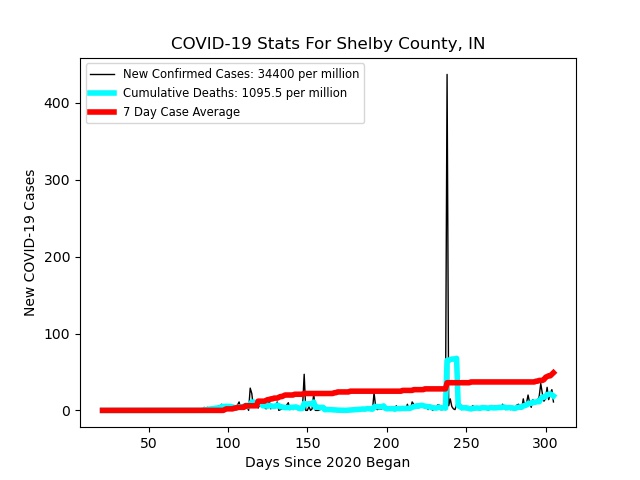 COVID-19 Stats For Shelby County, IN
New Confirmed Cases: 34400 per million
Cumulative Deaths: 1095.5 per million
7 Day Case Average
New COVID-19 Cases
400
300
200
100
0
50 100 150 200 250 300
Days Since 2020 Began